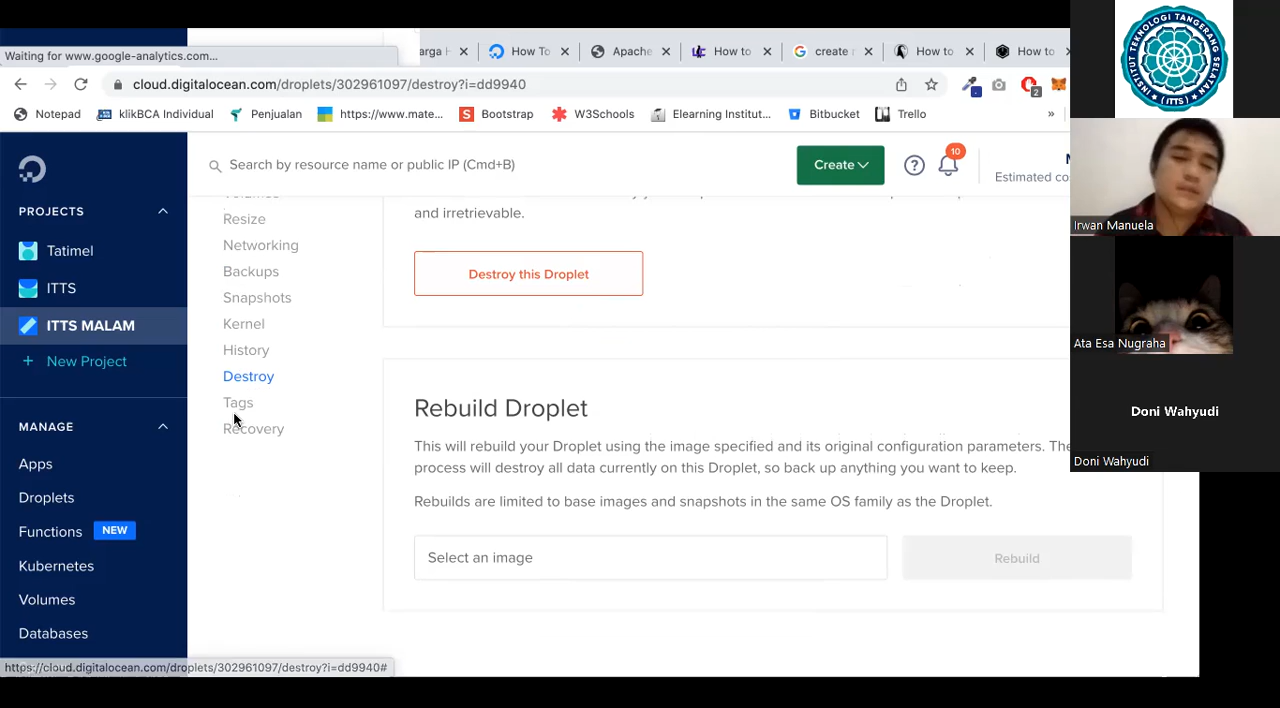 Waiting for www.google-analytics.com...
arga H
How To
Apache
How to
create
How to
How to
cloud.digitalocean.com/droplets/302961097/destroy?i=dd9940
2
Notepad
klikBCA Individual
Penjualan
https://www.mate...
Bootstrap
W3Schools
Elearning Institut...
Bitbucket
Trello
»
Search by resource name or public IP (Cmd+B)
Create
10
Estimated co
PROJECTS
Tatimel
ITTS
ITTS MALAM
+ New Project
MANAGE
Apps
Droplets
Functions NEW
Kubernetes
Volumes
Databases
Resize
Networking
Backups
Snapshots
Kernel
History
Destroy
Tags
Recovery
and irretrievable.
Destroy this Droplet
Rebuild Droplet
This will rebuild your Droplet using the image specified and its original configuration parameters. The
process will destroy all data currently on this Droplet, so back up anything you want to keep.
Rebuilds are limited to base images and snapshots in the same OS family as the Droplet.
Select an image
Rebuild
https://cloud.digitalocean.com/droplets/302961097/destroy?i=dd9940#
INSTITUT TEKNOLOGI TANGERANG SELATAN
(ITTS)
Irwan Manuela
Ata Esa Nugraha
Doni Wahyudi
Doni Wahyudi